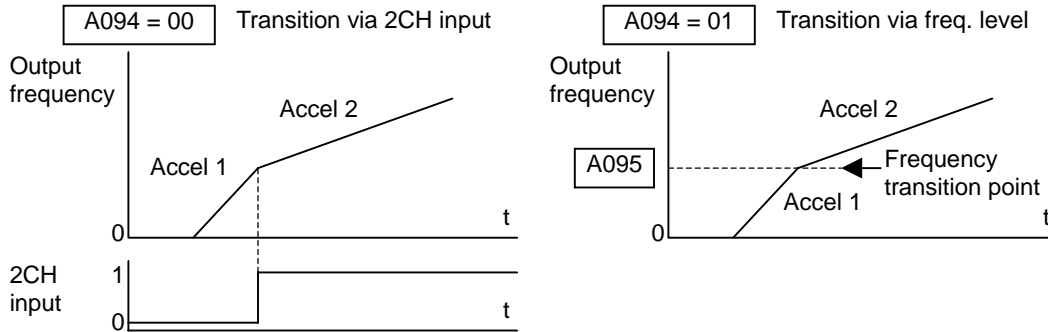 A094 = 00
Transition via 2CH input
Output
frequency
Accel 2
Accel 1
t
0
2CH
input
1
t
0
A094 = 01
Transition via freq. level
Output
frequency
Accel 2
A095
Frequency
transition point
Accel 1
t
0